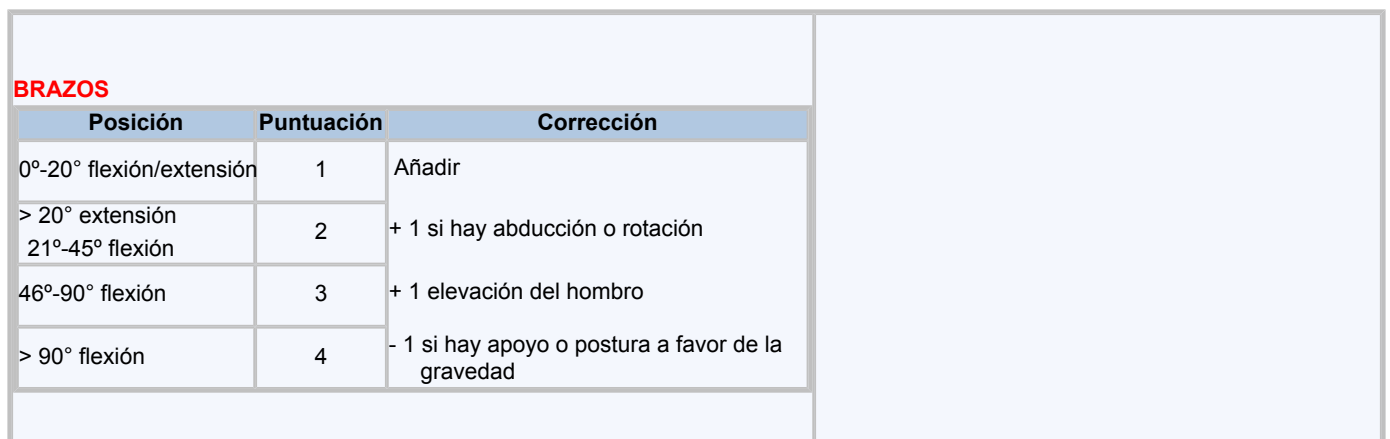 BRAZOS
Posición Puntuación Corrección
0º-20° flexión/extensión 1 Añadir
> 20° extensión
21º-45º flexión 2 + 1 si hay abducción o rotación
46º-90° flexión 3 + 1 elevación del hombro
> 90° flexión 4 - 1 si hay apoyo o postura a favor de la
gravedad